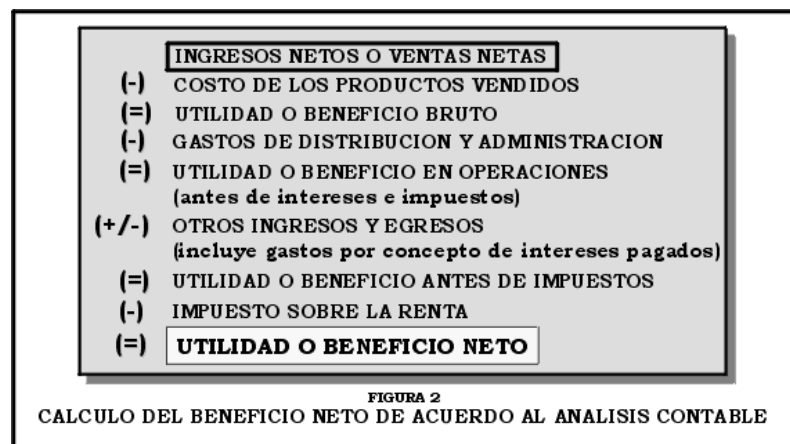 INGRESOS NETOS O VENTAS NETAS
(-) COSTO DE LOS PRODUCTOS VENDIDOS
(=) UTILIDAD O BENEFICIO BRUTO
(-) GASTOS DE DISTRIBUCION Y ADMINISTRACION
(=) UTILIDAD O BENEFICIO EN OPERACIONES
(antes de intereses e impuestos)
(+/-) OTROS INGRESOS Y EGRESOS
(incluye gastos por concepto de intereses pagados)
(=) UTILIDAD O BENEFICIO ANTES DE IMPUESTOS
(-) IMPUESTO SOBRE LA RENTA
(=) UTILIDAD O BENEFICIO NETO
FIGURA 2
CALCULO DEL BENEFICIO NETO DE ACUERDO AL ANALISIS CONTABLE